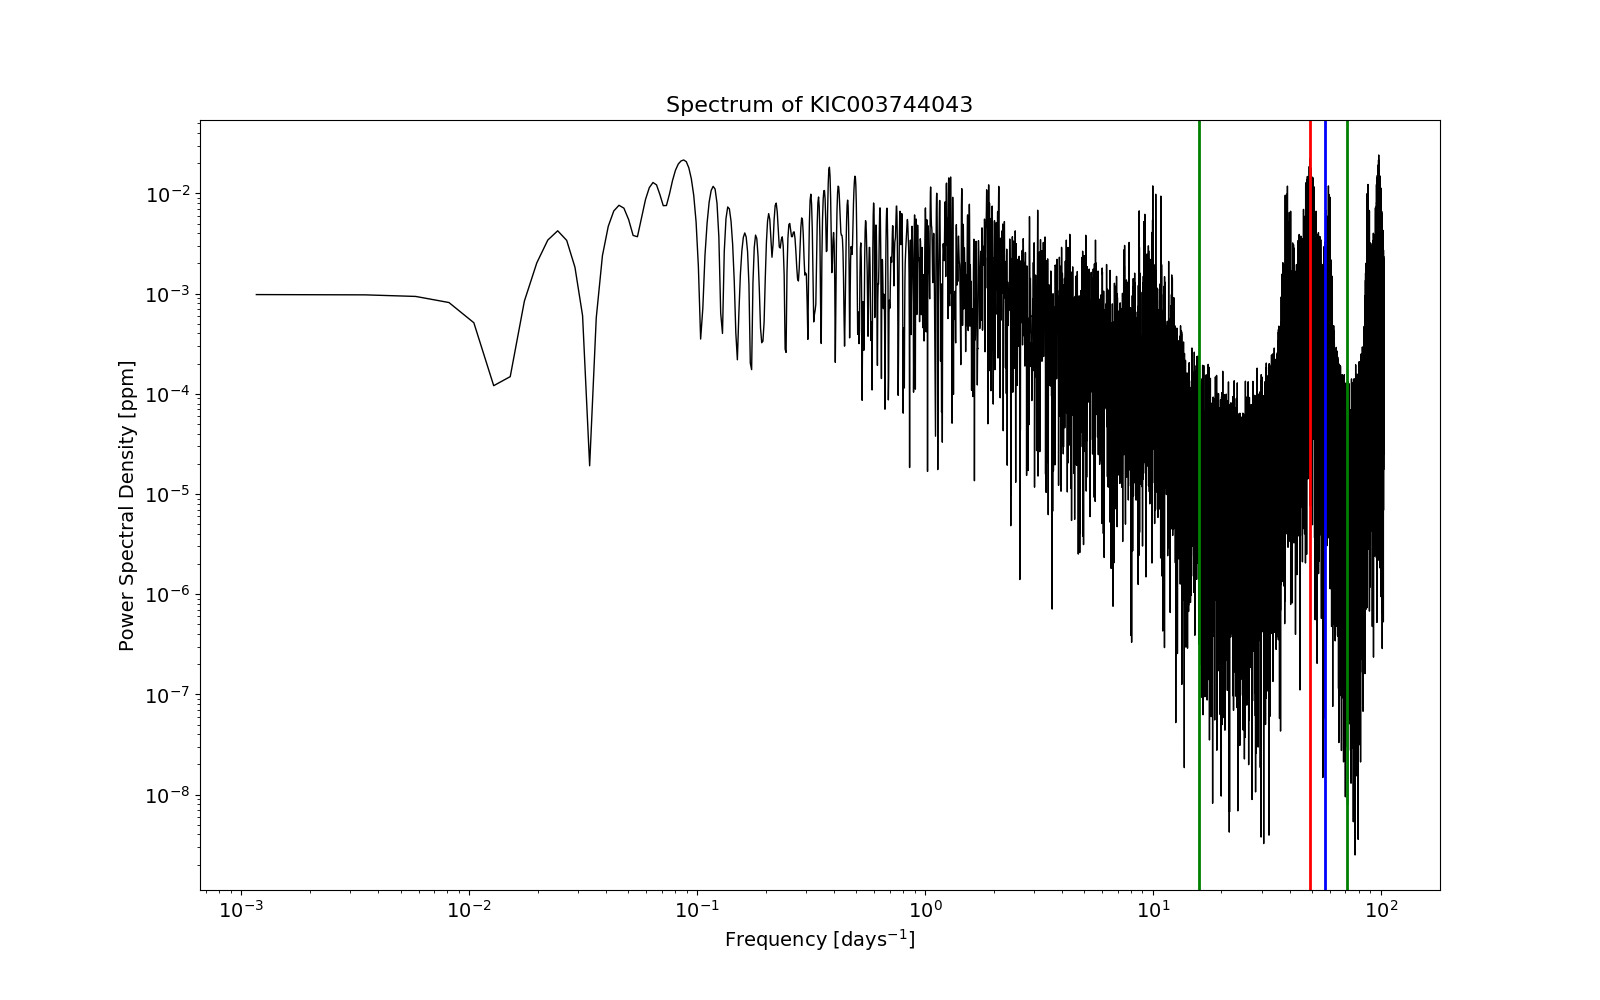 Spectrum of KIC003744043
Power Spectral Density [ppm]
10⁻²
10⁻³
10⁻⁴
10⁻⁵
10⁻⁶
10⁻⁷
10⁻⁸
10⁻³ 10⁻² 10⁻¹ 10⁰ 10¹ 10²
Frequency [days⁻¹]